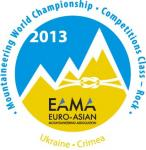 • Mountaineering World Championship • Competitions Class – Rock •
2013
EAMA
EURO-ASIAN
MOUNTAINEERING ASSOCIATION
Ukraine - Crimea